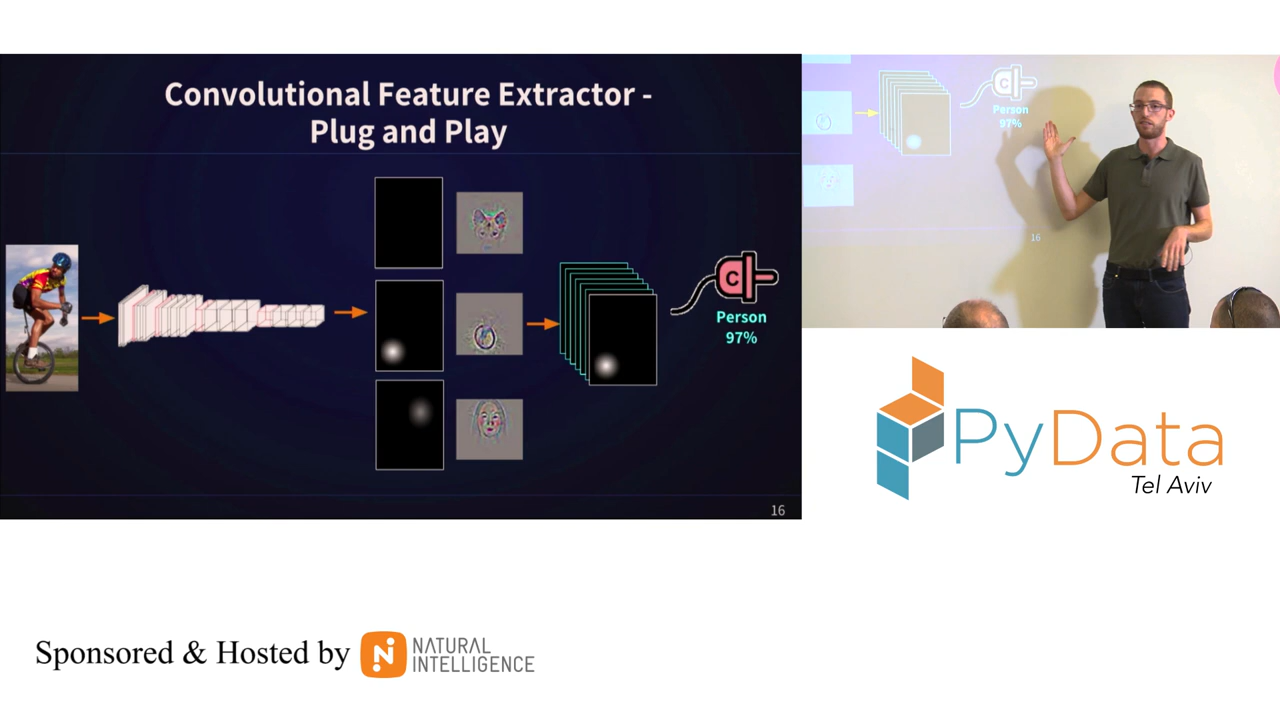 Convolutional Feature Extractor -
Plug and Play
C
Person
97%
16
C
Person
97%
16
PyData
Tel Aviv
Sponsored & Hosted by
NATURAL
INTELLIGENCE